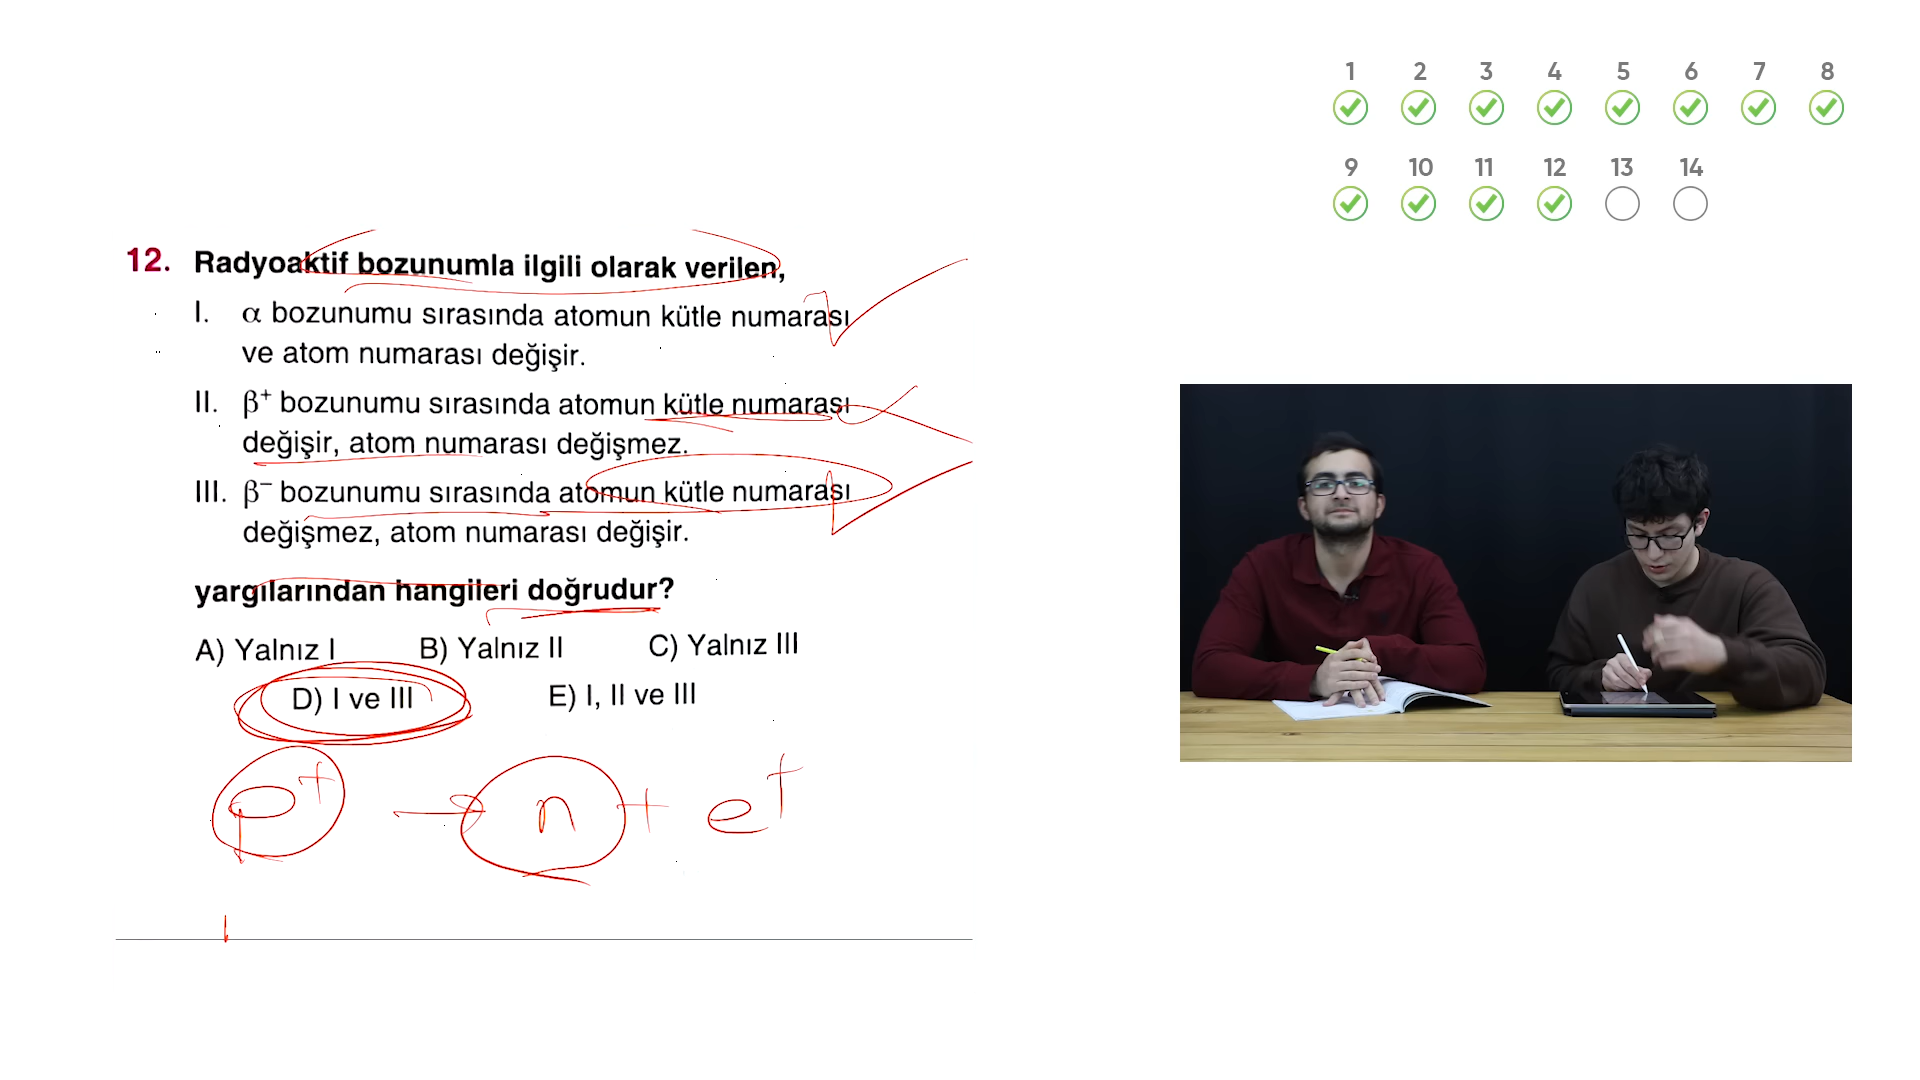 1 2 3 4 5 6 7 8
9 10 11 12 13 14
12. Radyoaktif bozunumla ilgili olarak verilen,
I. α bozunumu sırasında atomun kütle numarası
ve atom numarası değişir.
II. β⁺ bozunumu sırasında atomun kütle numarası
değişir, atom numarası değişmez.
III. β⁻ bozunumu sırasında atomun kütle numarası
değişmez, atom numarası değişir.
yargılarından hangileri doğrudur?
A) Yalnız I B) Yalnız II C) Yalnız III
D) I ve III E) I, II ve III
p⁺ → n + e⁺